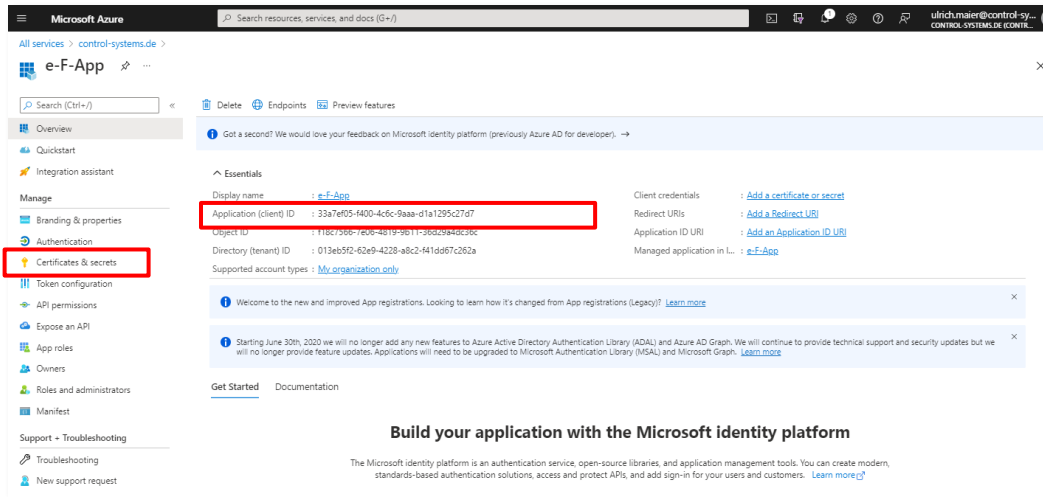 Microsoft Azure
Search resources, services, and docs (G+/)
ulrich.maier@control-sy...
CONTROL-SYSTEMS.DE (CONTR...
All services > control-systems.de >
e-F-App
Search (Ctrl+/)
«
Overview
Quickstart
Integration assistant
Manage
Branding & properties
Authentication
Certificates & secrets
Token configuration
API permissions
Expose an API
App roles
Owners
Roles and administrators
Manifest
Support + Troubleshooting
Troubleshooting
New support request
Delete Endpoints Preview features
Got a second? We would love your feedback on Microsoft identity platform (previously Azure AD for developer). →
Essentials
Display name : e-F-App
Application (client) ID : 33a7ef05-f400-4c6c-9aaa-d1a1295c27d7
Object ID : f18c7566-7e06-4819-9b11-36d29a4dc36c
Directory (tenant) ID : 013eb5f2-62e9-4228-a8c2-f41dd67c262a
Supported account types : My organization only
Client credentials : Add a certificate or secret
Redirect URIs : Add a Redirect URI
Application ID URI : Add an Application ID URI
Managed application in l... : e-F-App
Welcome to the new and improved App registrations. Looking to learn how it's changed from App registrations (Legacy)? Learn more
Starting June 30th, 2020 we will no longer add any new features to Azure Active Directory Authentication Library (ADAL) and Azure AD Graph. We will continue to provide technical support and security updates but we
will no longer provide feature updates. Applications will need to be upgraded to Microsoft Authentication Library (MSAL) and Microsoft Graph. Learn more
Get Started Documentation
Build your application with the Microsoft identity platform
The Microsoft identity platform is an authentication service, open-source libraries, and application management tools. You can create modern,
standards-based authentication solutions, access and protect APIs, and add sign-in for your users and customers. Learn more